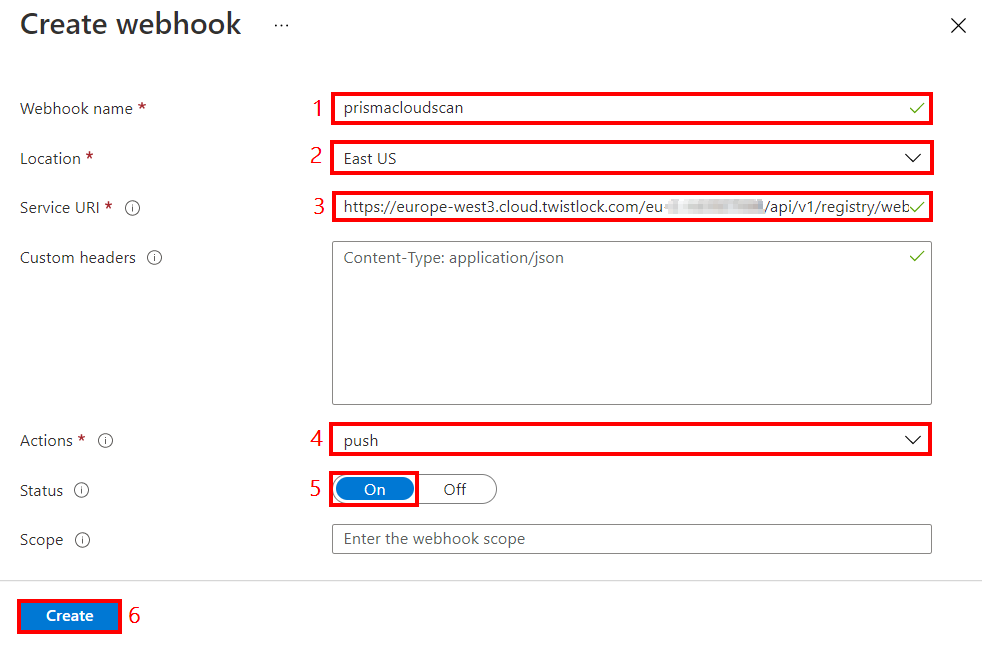 Create webhook ...
Webhook name * 1 prismacloudscan
Location * 2 East US
Service URI * 3 https://europe-west3.cloud.twistlock.com/eu- /api/v1/registry/web
Custom headers Content-Type: application/json
Actions * 4 push
Status 5 On Off
Scope Enter the webhook scope
Create 6